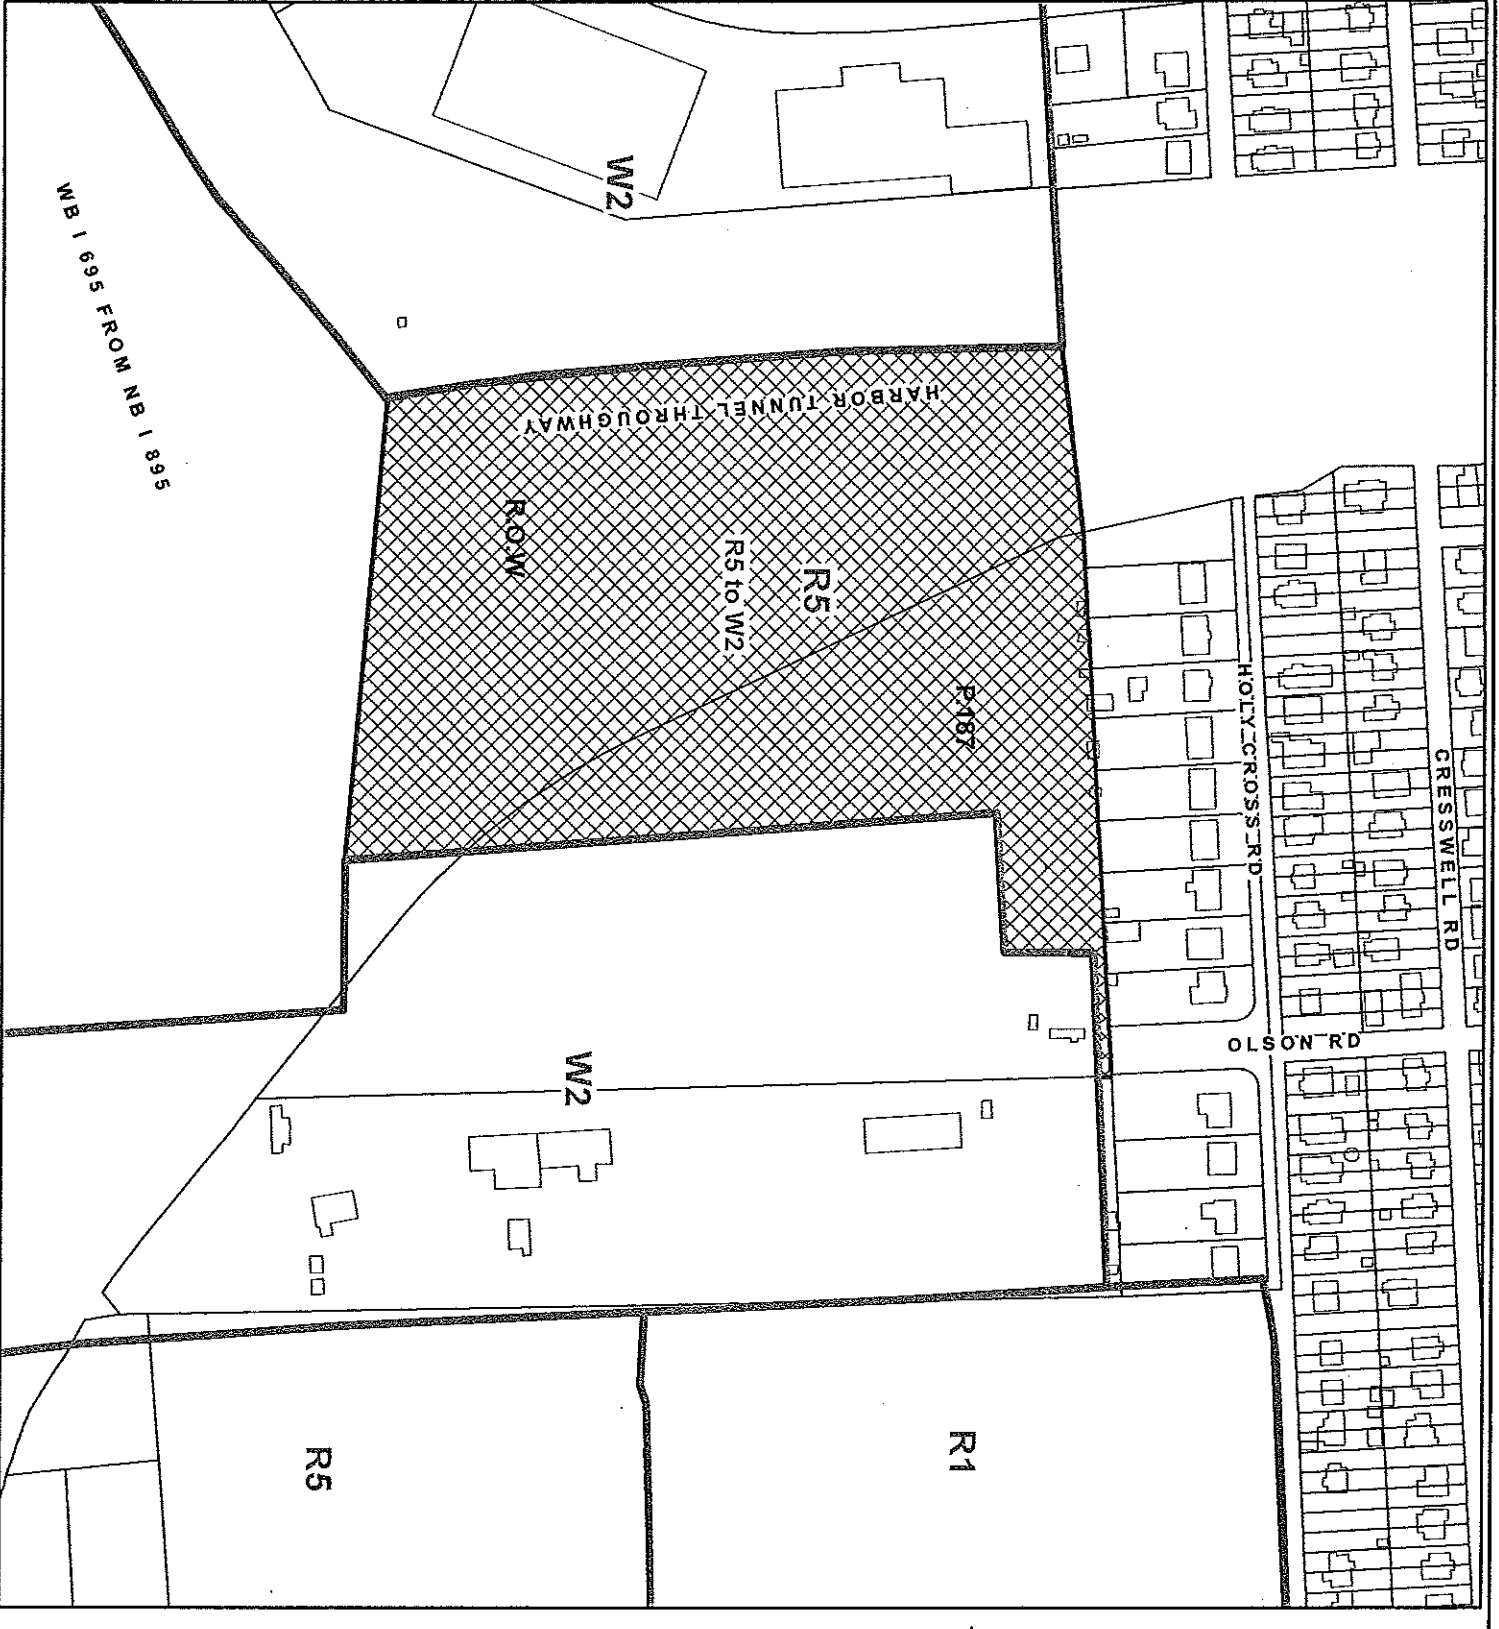 W2
WB I 695 FROM NB I 895
HARBOR TUNNEL THROUGHWAY
R.O.W
R5 to W2
R5
P.187
HOLY CROSS RD
CRESSWELL RD
OLSON RD
W2
R5
R1